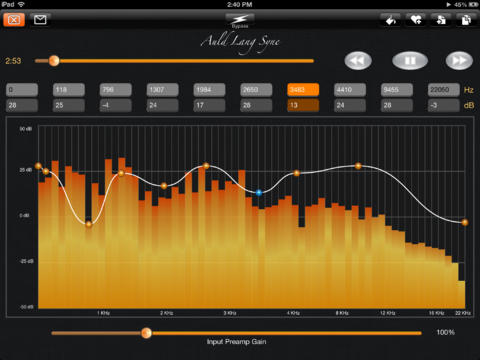 iPad 2:40 PM 45%
Bypass
Auld Lang Syne
2:53
0 118 796 1307 1984 2650 3483 4410 9455 22050 Hz
28 25 -4 24 17 28 13 24 28 -3 dB
50 dB
25 dB
0 dB
-25 dB
-50 dB
1 KHz 2 KHz 3 KHz 4 KHz 8 KHz 12 KHz 16 KHz 22 KHz
Input Preamp Gain 100%